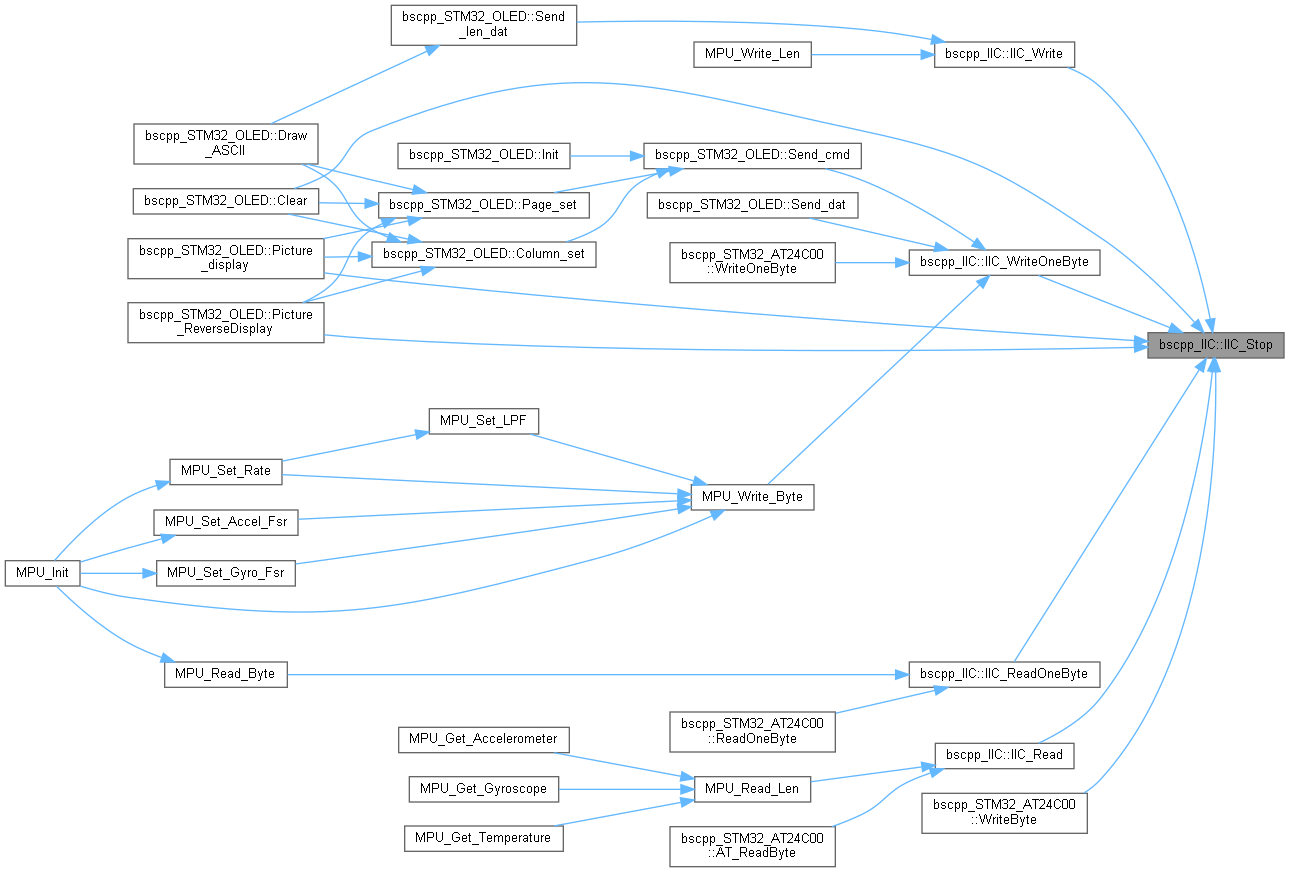 bscpp_STM32_OLED::Send
_len_dat
MPU_Write_Len
bscpp_IIC::IIC_Write
bscpp_STM32_OLED::Draw
_ASCII
bscpp_STM32_OLED::Init
bscpp_STM32_OLED::Send_cmd
bscpp_STM32_OLED::Clear
bscpp_STM32_OLED::Page_set
bscpp_STM32_OLED::Send_dat
bscpp_STM32_OLED::Picture
_display
bscpp_STM32_OLED::Column_set
bscpp_STM32_AT24C00
::WriteOneByte
bscpp_IIC::IIC_WriteOneByte
bscpp_STM32_OLED::Picture
_ReverseDisplay
bscpp_IIC::IIC_Stop
MPU_Set_LPF
MPU_Set_Rate
MPU_Write_Byte
MPU_Set_Accel_Fsr
MPU_Init
MPU_Set_Gyro_Fsr
MPU_Read_Byte
bscpp_IIC::IIC_ReadOneByte
bscpp_STM32_AT24C00
::ReadOneByte
MPU_Get_Accelerometer
bscpp_IIC::IIC_Read
MPU_Get_Gyroscope
MPU_Read_Len
bscpp_STM32_AT24C00
::WriteByte
MPU_Get_Temperature
bscpp_STM32_AT24C00
::AT_ReadByte